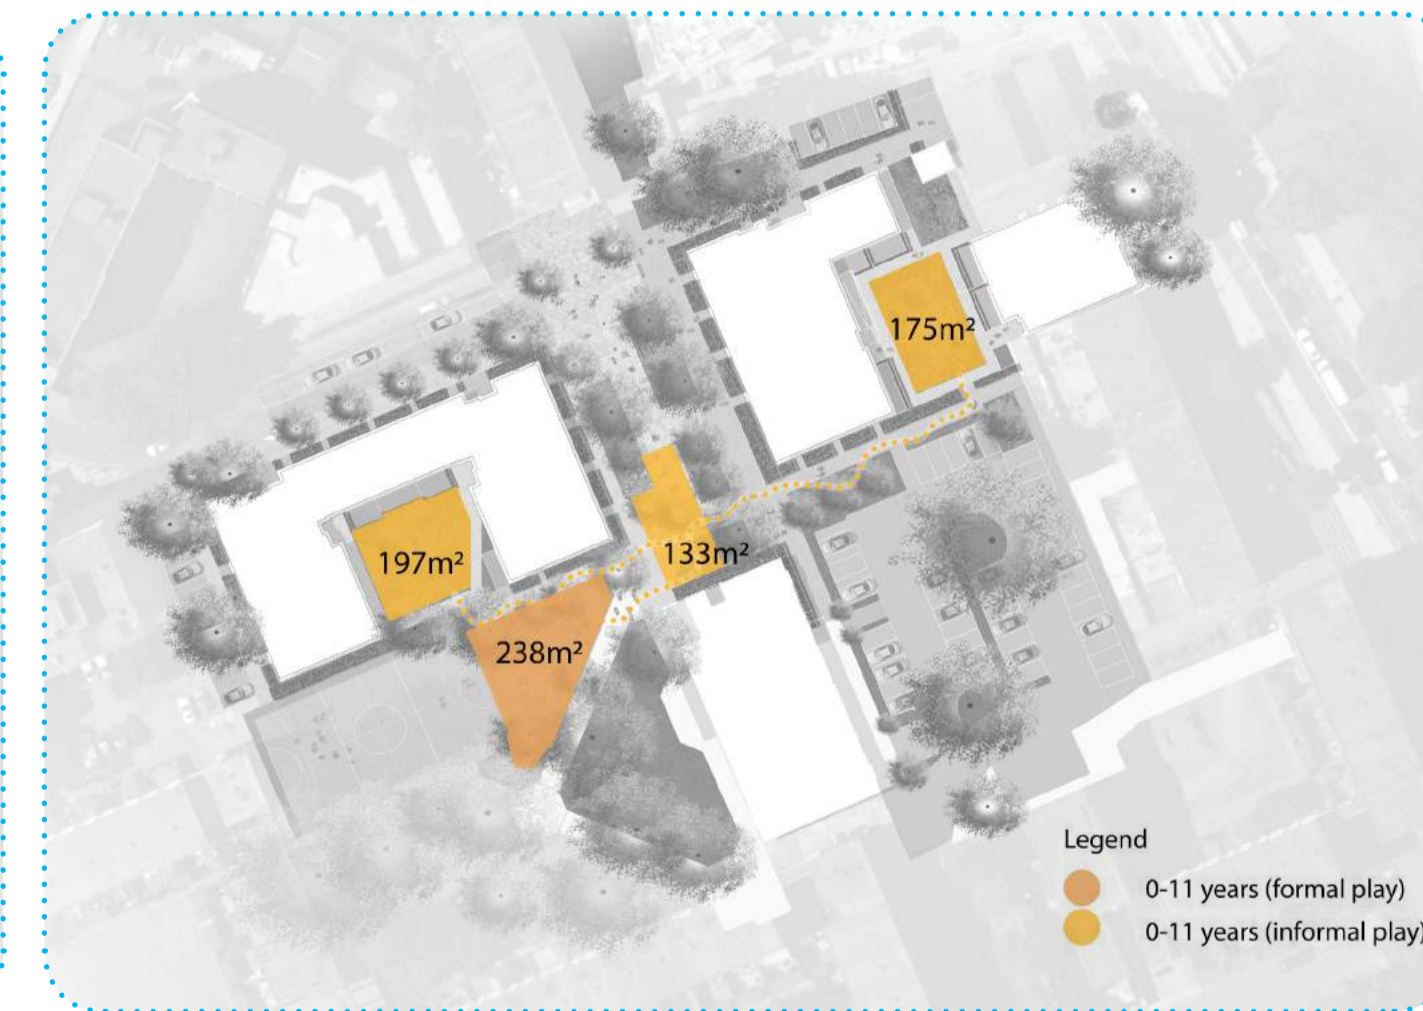 175m²
197m²
133m²
238m²
Legend
0-11 years (formal play)
0-11 years (informal play)